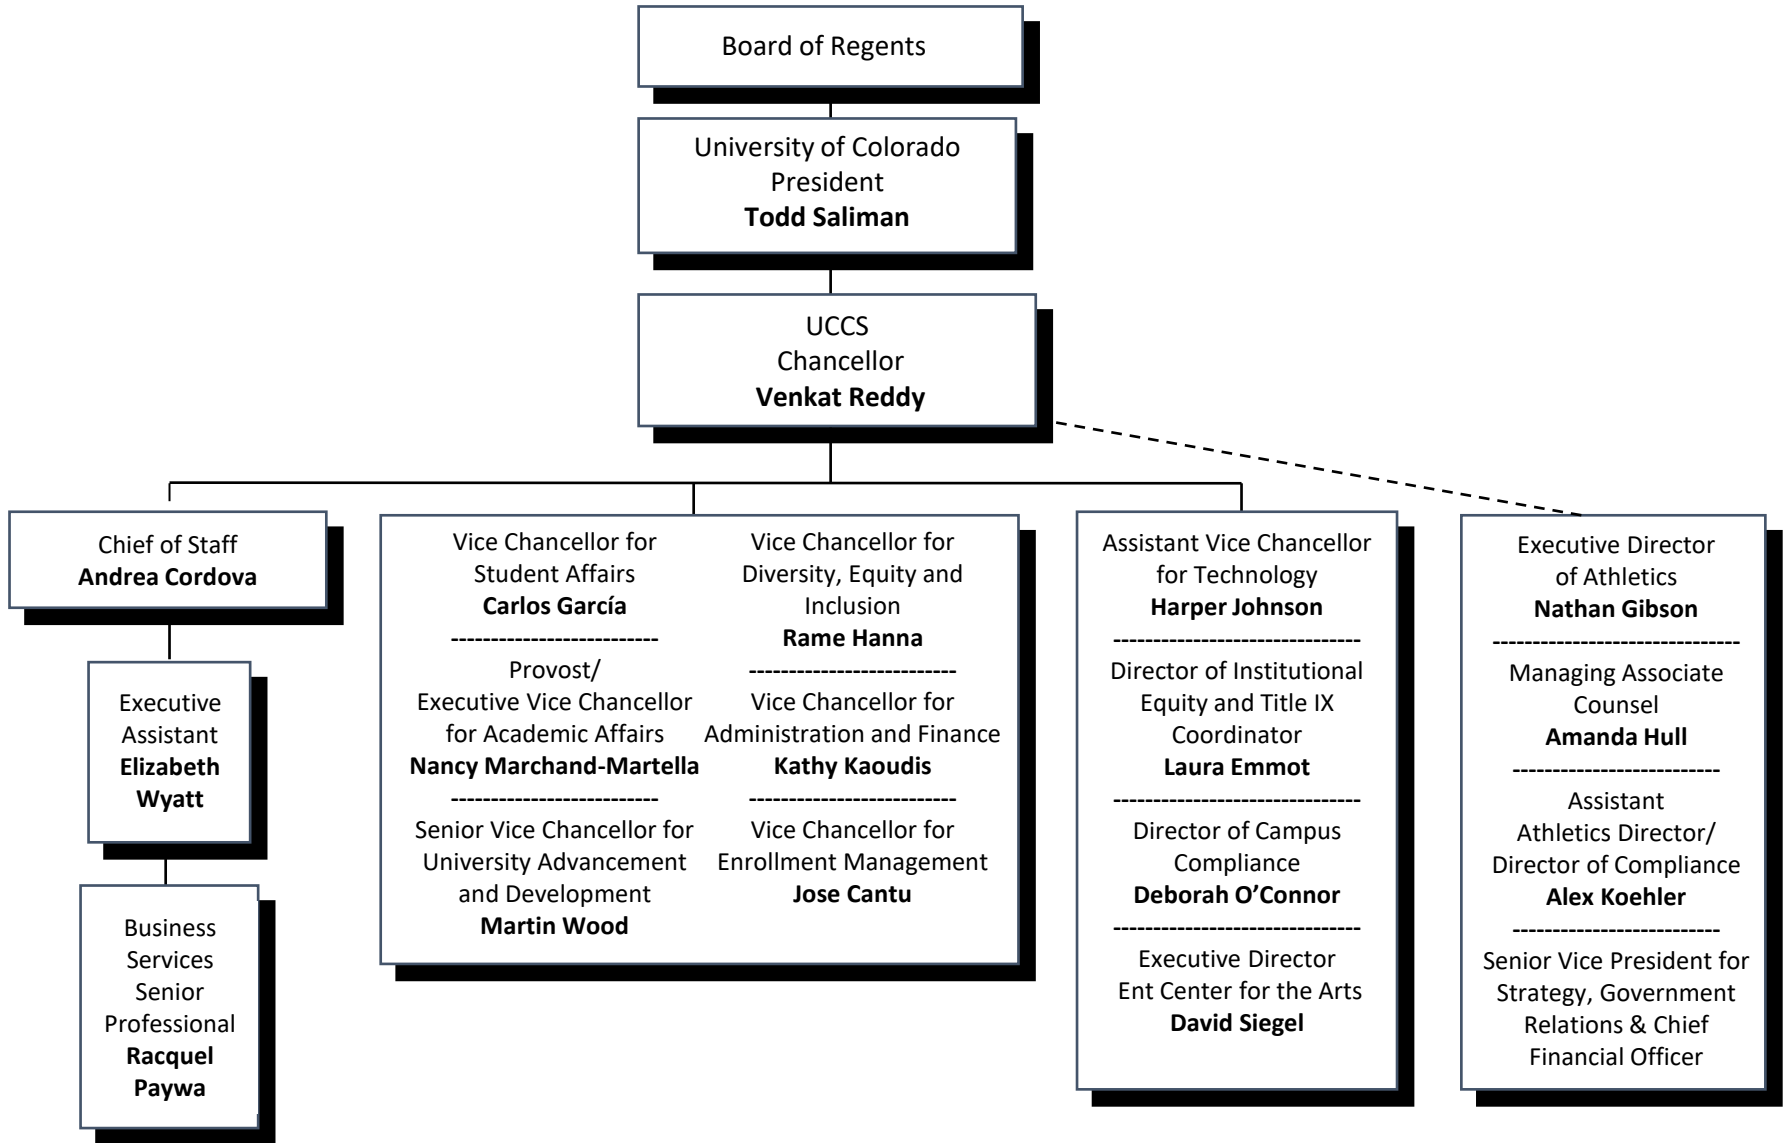 Board of Regents
University of Colorado
President
Todd Saliman
UCCS
Chancellor
Venkat Reddy
Chief of Staff
Andrea Cordova
Executive
Assistant
Elizabeth
Wyatt
Business
Services
Senior
Professional
Racquel
Paywa
Vice Chancellor for
Student Affairs
Carlos García
--------------------------
Provost/
Executive Vice Chancellor
for Academic Affairs
Nancy Marchand-Martella
--------------------------
Senior Vice Chancellor for
University Advancement
and Development
Martin Wood
Vice Chancellor for
Diversity, Equity and
Inclusion
Rame Hanna
--------------------------
Vice Chancellor for
Administration and Finance
Kathy Kaoudis
--------------------------
Vice Chancellor for
Enrollment Management
Jose Cantu
Assistant Vice Chancellor
for Technology
Harper Johnson
-------------------------------
Director of Institutional
Equity and Title IX
Coordinator
Laura Emmot
-------------------------------
Director of Campus
Compliance
Deborah O’Connor
-------------------------------
Executive Director
Ent Center for the Arts
David Siegel
Executive Director
of Athletics
Nathan Gibson
-------------------------------
Managing Associate
Counsel
Amanda Hull
--------------------------
Assistant
Athletics Director/
Director of Compliance
Alex Koehler
--------------------------
Senior Vice President for
Strategy, Government
Relations & Chief
Financial Officer